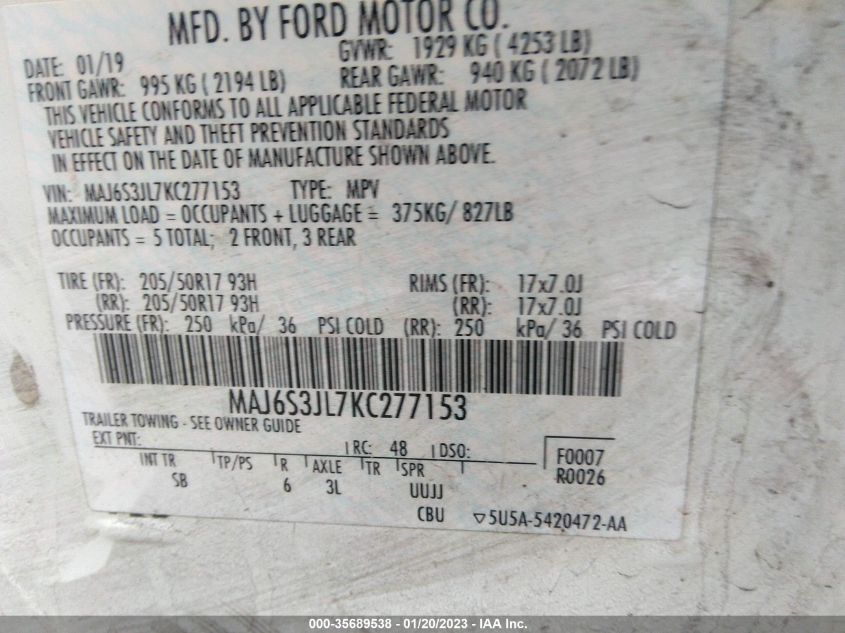 MFD. BY FORD MOTOR CO.
DATE: 01/19 GVWR: 1929 KG ( 4253 LB)
FRONT GAWR: 995 KG ( 2194 LB) REAR GAWR: 940 KG ( 2072 LB)
THIS VEHICLE CONFORMS TO ALL APPLICABLE FEDERAL MOTOR
VEHICLE SAFETY AND THEFT PREVENTION STANDARDS
IN EFFECT ON THE DATE OF MANUFACTURE SHOWN ABOVE.
VIN: MAJ6S3JL7KC277153 TYPE: MPV
MAXIMUM LOAD = OCCUPANTS + LUGGAGE = 375KG/ 827LB
OCCUPANTS = 5 TOTAL; 2 FRONT, 3 REAR
TIRE (FR): 205/50R17 93H RIMS (FR): 17x7.0J
(RR): 205/50R17 93H (RR): 17x7.0J
PRESSURE (FR): 250 kPa/ 36 PSI COLD (RR): 250 kPa/ 36 PSI COLD
MAJ6S3JL7KC277153
TRAILER TOWING - SEE OWNER GUIDE
EXT PNT: RC: 48 DSO: F0007
INT TR TP/PS R AXLE TR SPR R0026
SB 6 3L UUJJ
CBU ▽5U5A-5420472-AA
000-35689538 - 01/20/2023 - IAA Inc.